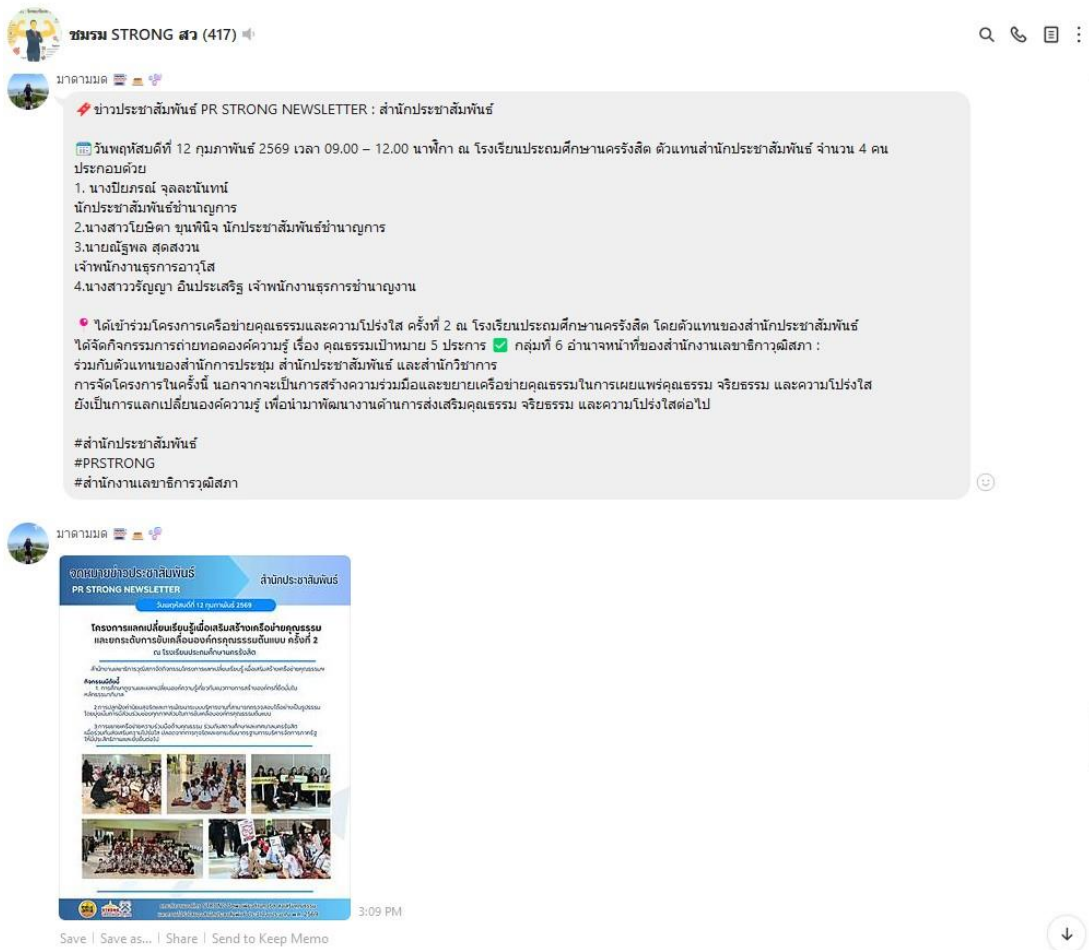 ชมรม STRONG สว (417)
มาดามมด
ข่าวประชาสัมพันธ์ PR STRONG NEWSLETTER : สำนักประชาสัมพันธ์
วันพฤหัสบดีที่ 12 กุมภาพันธ์ 2569 เวลา 09.00 – 12.00 นาฬิกา ณ โรงเรียนประถมศึกษานครรังสิต ตัวแทนสำนักประชาสัมพันธ์ จำนวน 4 คน
ประกอบด้วย
1. นางปิยภรณ์ จุลละนันทน์
นักประชาสัมพันธ์ชำนาญการ
2.นางสาวโยษิตา ขุนพินิจ นักประชาสัมพันธ์ชำนาญการ
3.นายณัฐพล สุดสงวน
เจ้าพนักงานธุรการอาวุโส
4.นางสาววรัญญา อินประเสริฐ เจ้าพนักงานธุรการชำนาญงาน
ได้เข้าร่วมโครงการเครือข่ายคุณธรรมและความโปร่งใส ครั้งที่ 2 ณ โรงเรียนประถมศึกษานครรังสิต โดยตัวแทนของสำนักประชาสัมพันธ์
ได้จัดกิจกรรมการถ่ายทอดองค์ความรู้ เรื่อง คุณธรรมเป้าหมาย 5 ประการ ✅ กลุ่มที่ 6 อำนาจหน้าที่ของสำนักงานเลขาธิกาวุฒิสภา :
ร่วมกับตัวแทนของสำนักการประชุม สำนักประชาสัมพันธ์ และสำนักวิชาการ
การจัดโครงการในครั้งนี้ นอกจากจะเป็นการสร้างความร่วมมือและขยายเครือข่ายคุณธรรมในการเผยแพร่คุณธรรม จริยธรรม และความโปร่งใส
ยังเป็นการแลกเปลี่ยนองค์ความรู้ เพื่อนำมาพัฒนางานด้านการส่งเสริมคุณธรรม จริยธรรม และความโปร่งใสต่อไป
#สำนักประชาสัมพันธ์
#PRSTRONG
#สำนักงานเลขาธิการวุฒิสภา
มาดามมด
จดหมายข่าวประชาสัมพันธ์
PR STRONG NEWSLETTER
สำนักประชาสัมพันธ์
วันพฤหัสบดีที่ 12 กุมภาพันธ์ 2569
โครงการแลกเปลี่ยนเรียนรู้เพื่อเสริมสร้างเครือข่ายคุณธรรม
และยกระดับการขับเคลื่อนองค์กรคุณธรรมต้นแบบ ครั้งที่ 2
ณ โรงเรียนประถมศึกษานครรังสิต
3:09 PM
Save | Save as... | Share | Send to Keep Memo